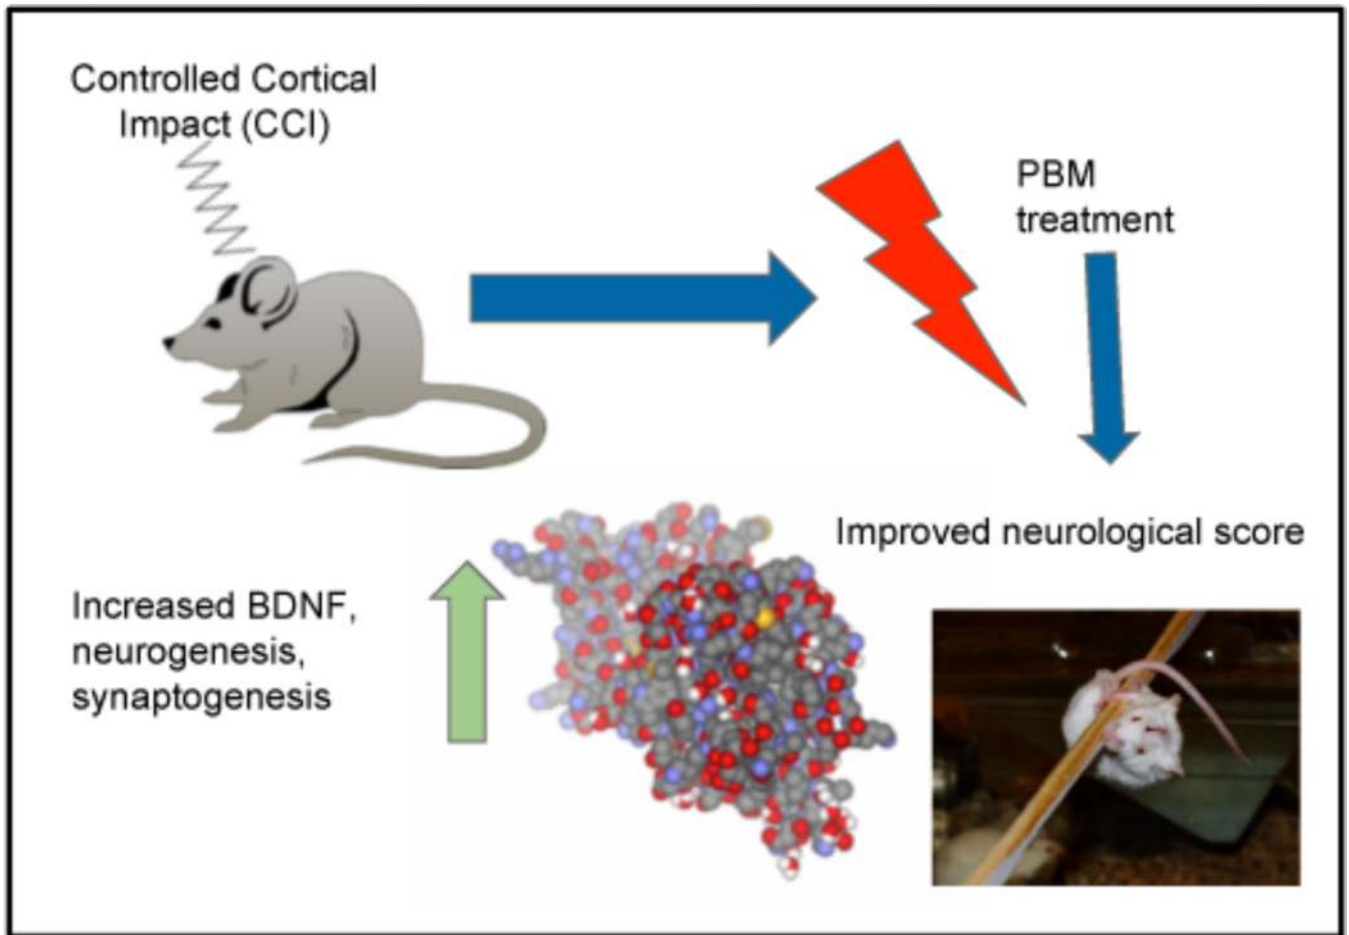 Controlled Cortical
Impact (CCI)
PBM
treatment
Improved neurological score
Increased BDNF,
neurogenesis,
synaptogenesis